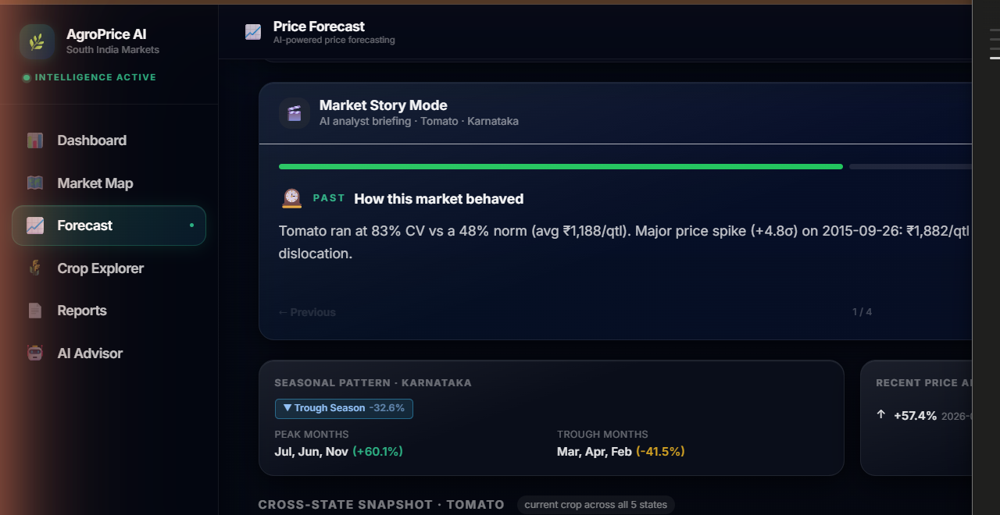 AgroPrice AI
South India Markets
INTELLIGENCE ACTIVE
Dashboard
Market Map
Forecast
Crop Explorer
Reports
AI Advisor
Price Forecast
AI-powered price forecasting
Market Story Mode
AI analyst briefing · Tomato · Karnataka
PAST How this market behaved
Tomato ran at 83% CV vs a 48% norm (avg ₹1,188/qtl). Major price spike (+4.8σ) on 2015-09-26: ₹1,882/qtl
dislocation.
← Previous
1 / 4
SEASONAL PATTERN · KARNATAKA
▼ Trough Season -32.6%
PEAK MONTHS
Jul, Jun, Nov (+60.1%)
TROUGH MONTHS
Mar, Apr, Feb (-41.5%)
RECENT PRICE
↑ +57.4% 2026-
CROSS-STATE SNAPSHOT · TOMATO
current crop across all 5 states